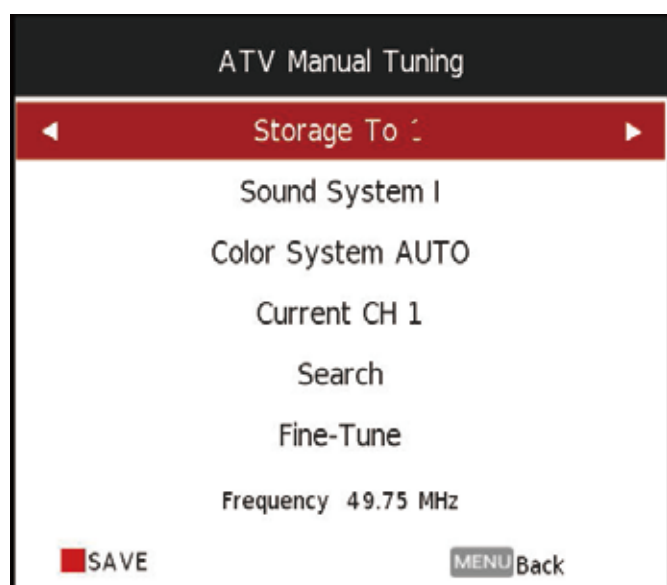 ATV Manual Tuning
Storage To
Sound System I
Color System AUTO
Current CH 1
Search
Fine-Tune
Frequency 49.75 MHz
SAVE MENU Back